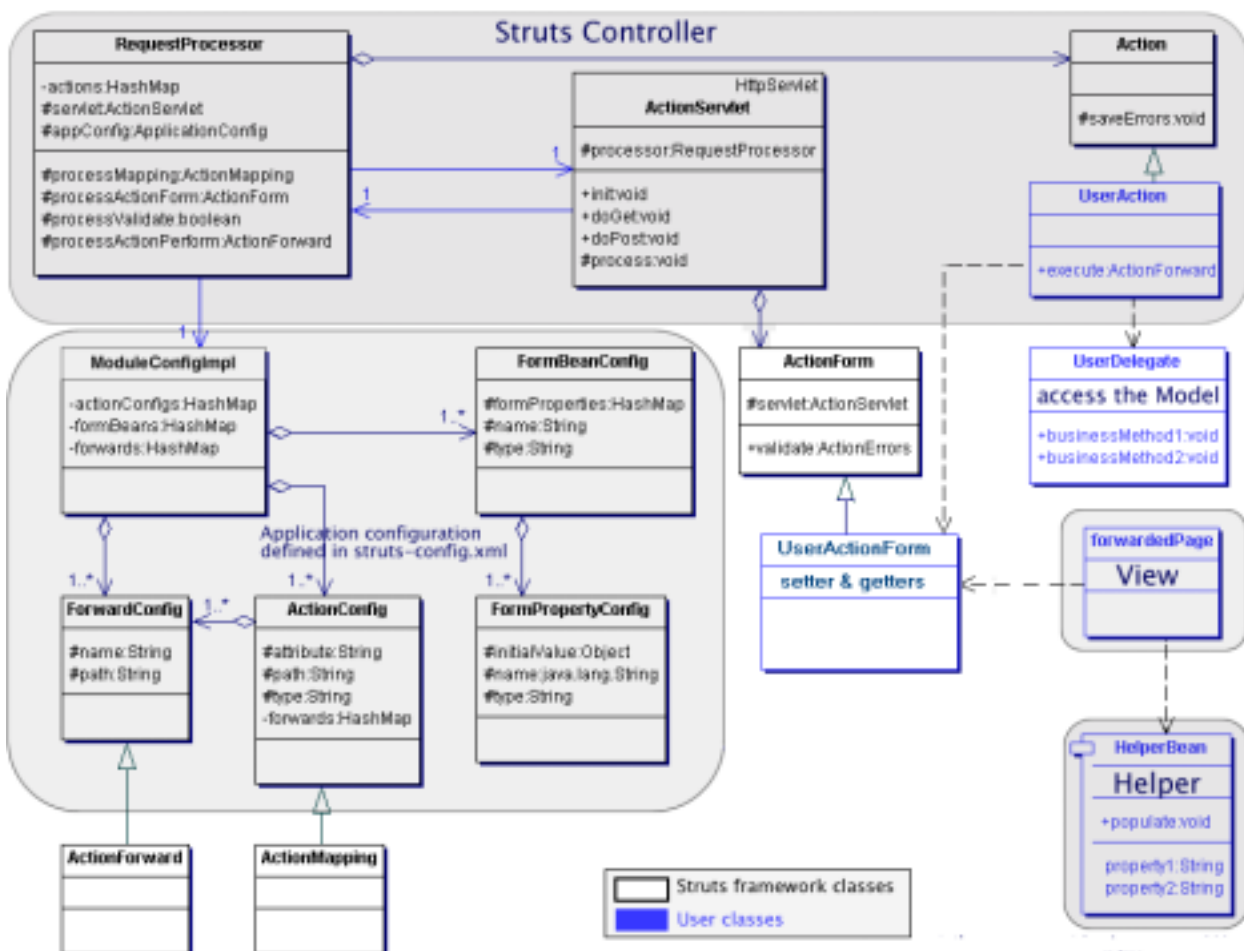 Struts Controller
RequestProcessor
-actions:HashMap
#servlet:ActionServlet
#appConfig:ApplicationConfig
#processMapping:ActionMapping
#processActionForm:ActionForm
#processValidate:boolean
#processActionPerform:ActionForward
HttpServlet
ActionServlet
#processor:RequestProcessor
+init:void
+doGet:void
+doPost:void
#process:void
Action
#saveErrors:void
UserAction
+execute:ActionForward
1
1
1
ModuleConfigImpl
-actionConfigs:HashMap
-formBeans:HashMap
-forwards:HashMap
1..*
FormBeanConfig
#formProperties:HashMap
#name:String
#type:String
ActionForm
#servlet:ActionServlet
+validate:ActionErrors
UserDelegate
access the Model
+businessMethod1:void
+businessMethod2:void
Application configuration
defined in struts-config.xml
1..*
1..*
1..*
1..*
ForwardConfig
#name:String
#path:String
ActionConfig
#attribute:String
#path:String
#type:String
-forwards:HashMap
FormPropertyConfig
#initialValue:Object
#name:java.lang.String
#type:String
UserActionForm
setter & getters
forwardedPage
View
HelperBean
Helper
+populate:void
property1:String
property2:String
ActionForward
ActionMapping
Struts framework classes
User classes